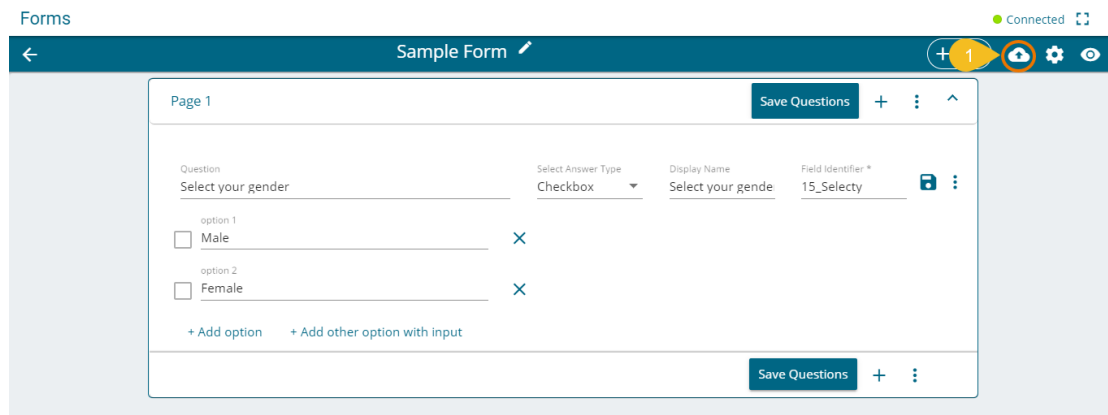 Forms
Connected
Sample Form
1
Page 1
Save Questions
Question
Select Answer Type
Display Name
Field Identifier *
Select your gender
Checkbox
Select your gende
15_Selecty
option 1
Male
option 2
Female
+ Add option
+ Add other option with input
Save Questions